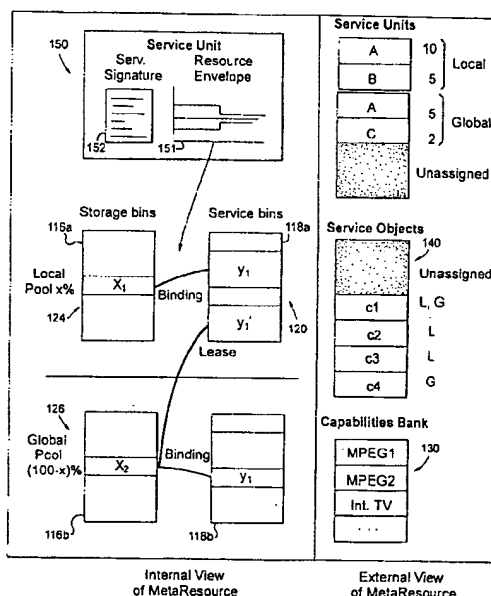 150
Service Unit
Serv.
Signature
Resource
Envelope
152
151
Storage bins
Service bins
115a
118a
Local
Pool x%
124
X1
Binding
y1
y1'
120
Lease
126
Global
Pool
(100-x)%
X2
Binding
y1
116b
118b
Internal View
of MetaResource
Service Units
A
10
B
5
Local
A
5
C
2
Global
Unassigned
Service Objects
140
Unassigned
c1
L, G
c2
L
c3
L
c4
G
Capabilities Bank
130
MPEG1
MPEG2
Int. TV
. . .
External View
of MetaResource